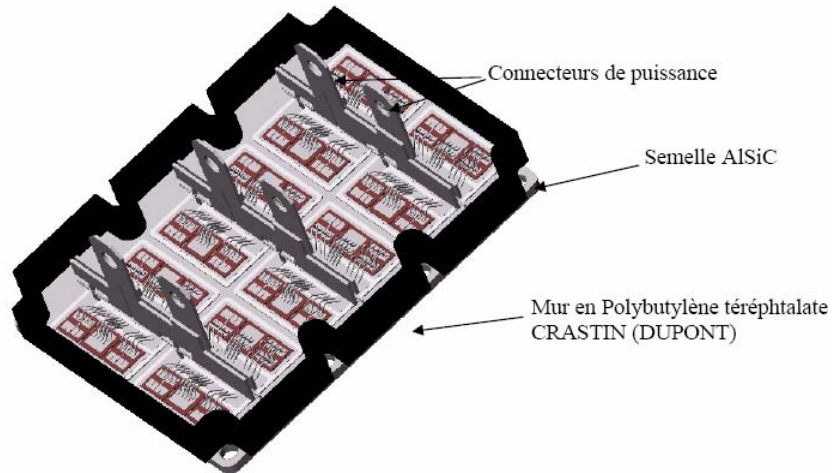 Connecteurs de puissance
Semelle AlSiC
Mur en Polybutylène téréphtalate
CRASTIN (DUPONT)